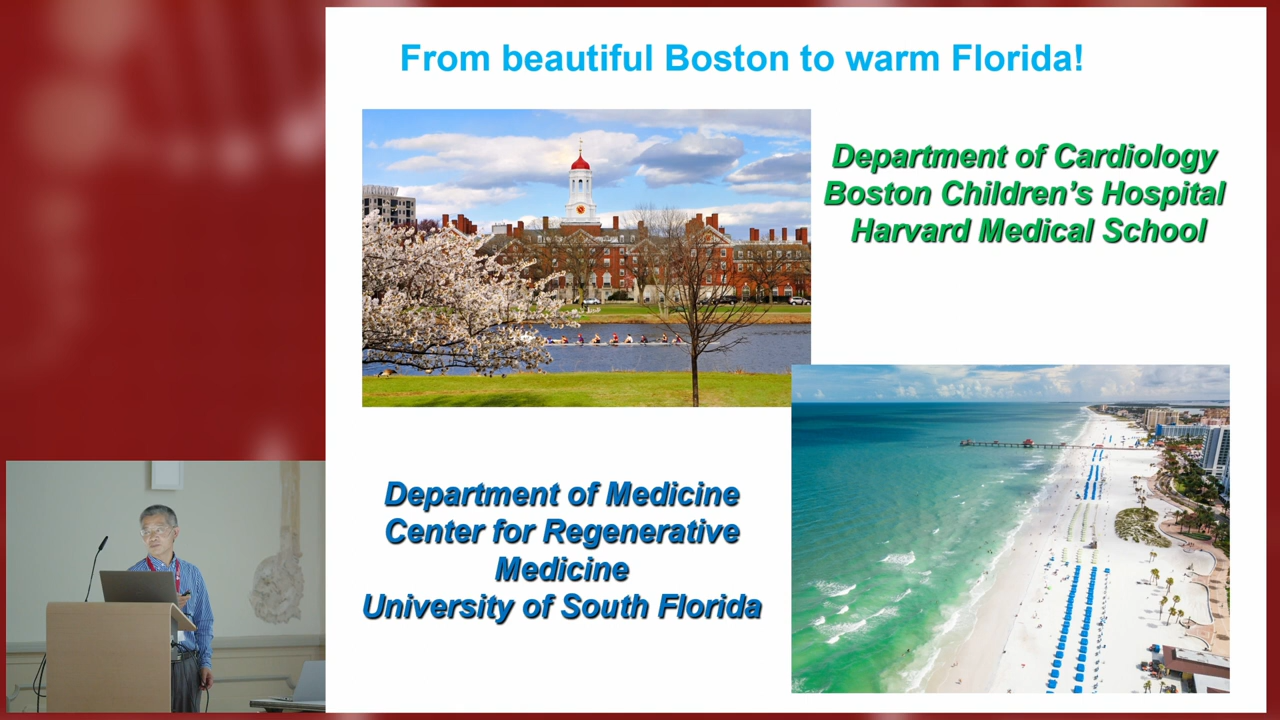 From beautiful Boston to warm Florida!
Department of Cardiology
Boston Children's Hospital
Harvard Medical School
Department of Medicine
Center for Regenerative
Medicine
University of South Florida